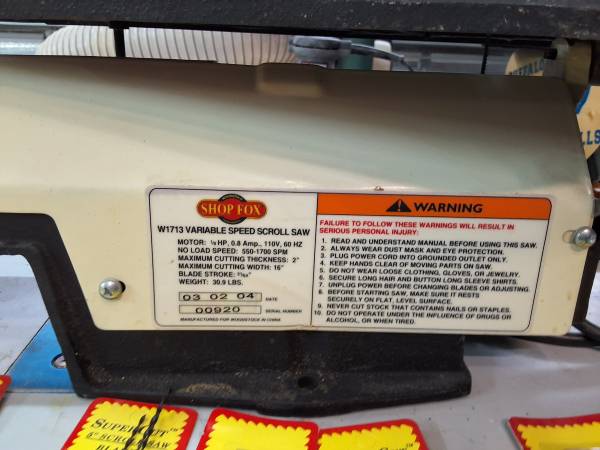 SHOP FOX
W1713 VARIABLE SPEED SCROLL SAW
MOTOR: 1/8 HP, 0.8 Amp., 110V, 60 HZ
NO LOAD SPEED: 550-1700 SPM
MAXIMUM CUTTING THICKNESS: 2"
MAXIMUM CUTTING WIDTH: 16"
BLADE STROKE:
WEIGHT: 30.9 LBS.
03 02 04 DATE
00920 SERIAL NUMBER
MANUFACTURED FOR WOODSTOCK IN CHINA
WARNING
FAILURE TO FOLLOW THESE WARNINGS WILL RESULT IN
SERIOUS PERSONAL INJURY:
1. READ AND UNDERSTAND MANUAL BEFORE USING THIS SAW.
2. ALWAYS WEAR DUST MASK AND EYE PROTECTION.
3. PLUG POWER CORD INTO GROUNDED OUTLET ONLY.
4. KEEP HANDS CLEAR OF MOVING PARTS ON SAW.
5. DO NOT WEAR LOOSE CLOTHING, GLOVES, OR JEWELRY.
6. SECURE LONG HAIR AND BUTTON LONG SLEEVE SHIRTS.
7. UNPLUG POWER BEFORE CHANGING BLADES OR ADJUSTING.
8. BEFORE STARTING SAW, MAKE SURE IT RESTS
SECURELY ON FLAT, LEVEL SURFACE.
9. NEVER CUT STOCK THAT CONTAINS NAILS OR STAPLES.
10. DO NOT OPERATE UNDER THE INFLUENCE OF DRUGS OR
ALCOHOL, OR WHEN TIRED.
SUPERCUT™
5" SCROLL SAW